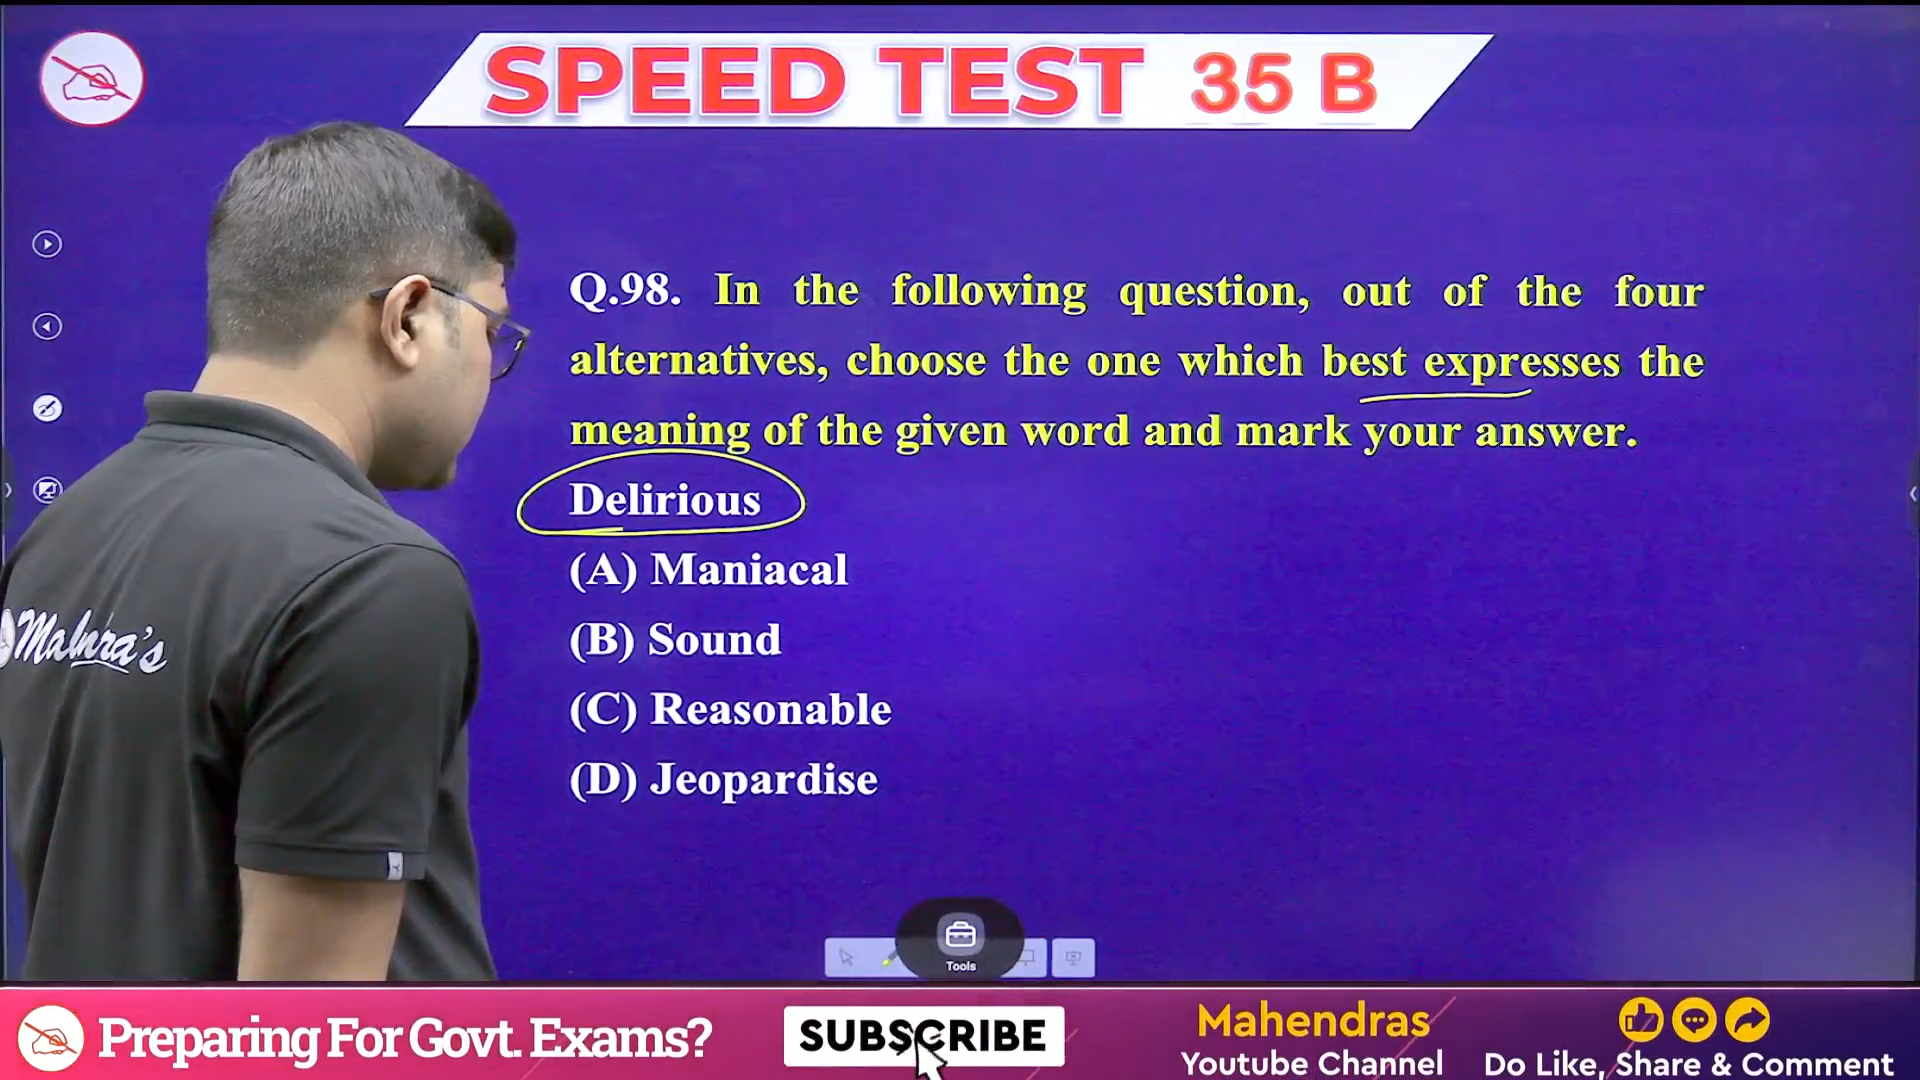 SPEED TEST 35 B
Q.98. In the following question, out of the four
alternatives, choose the one which best expresses the
meaning of the given word and mark your answer.
Delirious
(A) Maniacal
(B) Sound
(C) Reasonable
(D) Jeopardise
Tools
Preparing For Govt. Exams?
SUBSCRIBE
Mahendras
Youtube Channel
Do Like, Share & Comment